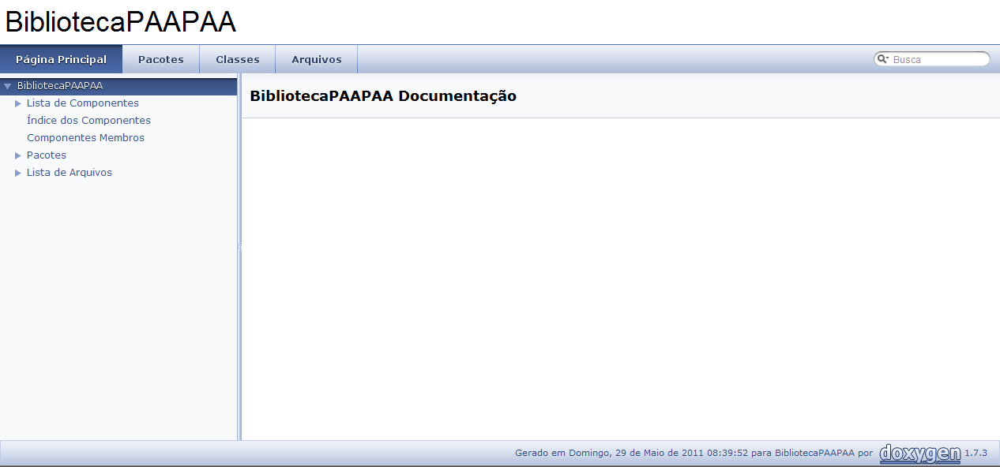 BibliotecaPAAPAA
Página Principal Pacotes Classes Arquivos Busca
BibliotecaPAAPAA
Lista de Componentes
Índice dos Componentes
Componentes Membros
Pacotes
Lista de Arquivos
BibliotecaPAAPAA Documentação
Gerado em Domingo, 29 de Maio de 2011 08:39:52 para BibliotecaPAAPAA por doxygen 1.7.3